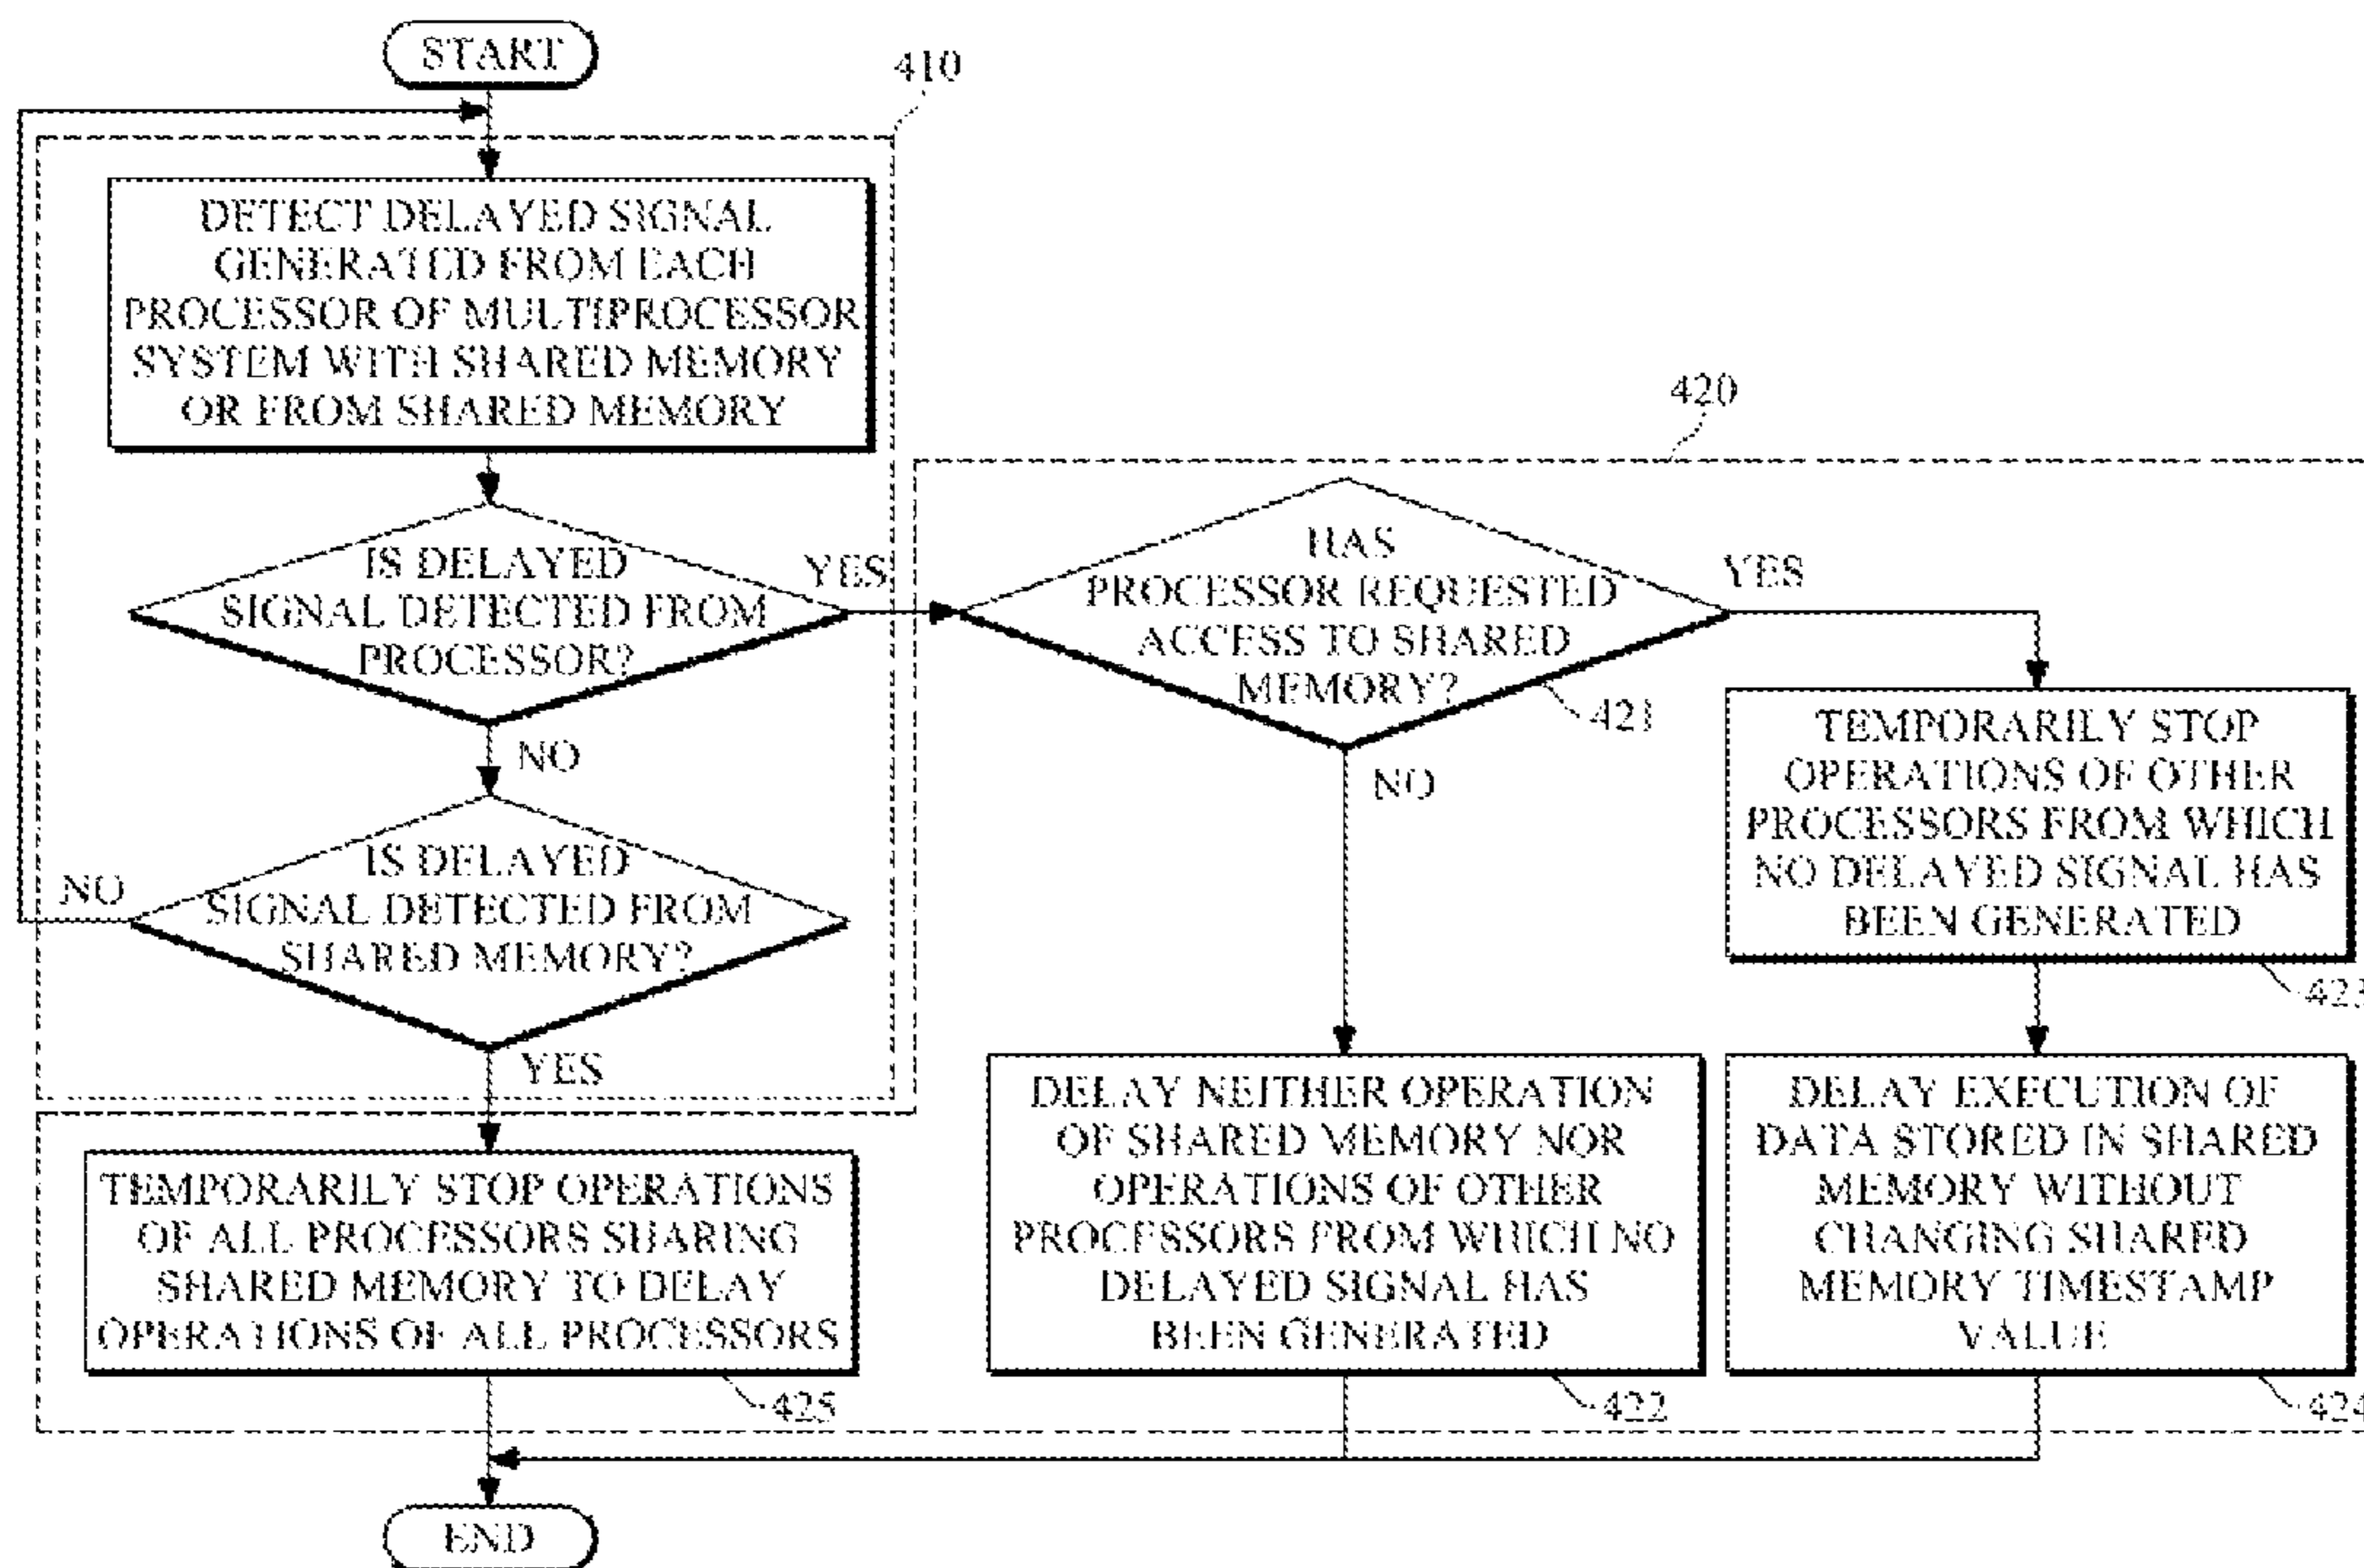 START
410
DETECT DELAYED SIGNAL
GENERATED FROM EACH
PROCESSOR OF MULTIPROCESSOR
SYSTEM WITH SHARED MEMORY
OR FROM SHARED MEMORY
IS DELAYED
SIGNAL DETECTED FROM
PROCESSOR?
YES
NO
IS DELAYED
SIGNAL DETECTED FROM
SHARED MEMORY?
NO
YES
TEMPORARILY STOP OPERATIONS
OF ALL PROCESSORS SHARING
SHARED MEMORY TO DELAY
OPERATIONS OF ALL PROCESSORS
425
420
HAS
PROCESSOR REQUESTED
ACCESS TO SHARED
MEMORY?
421
YES
NO
DELAY NEITHER OPERATION
OF SHARED MEMORY NOR
OPERATIONS OF OTHER
PROCESSORS FROM WHICH NO
DELAYED SIGNAL HAS
BEEN GENERATED
422
TEMPORARILY STOP
OPERATIONS OF OTHER
PROCESSORS FROM WHICH
NO DELAYED SIGNAL HAS
BEEN GENERATED
423
DELAY EXECUTION OF
DATA STORED IN SHARED
MEMORY WITHOUT
CHANGING SHARED
MEMORY TIMESTAMP
VALUE
424
END